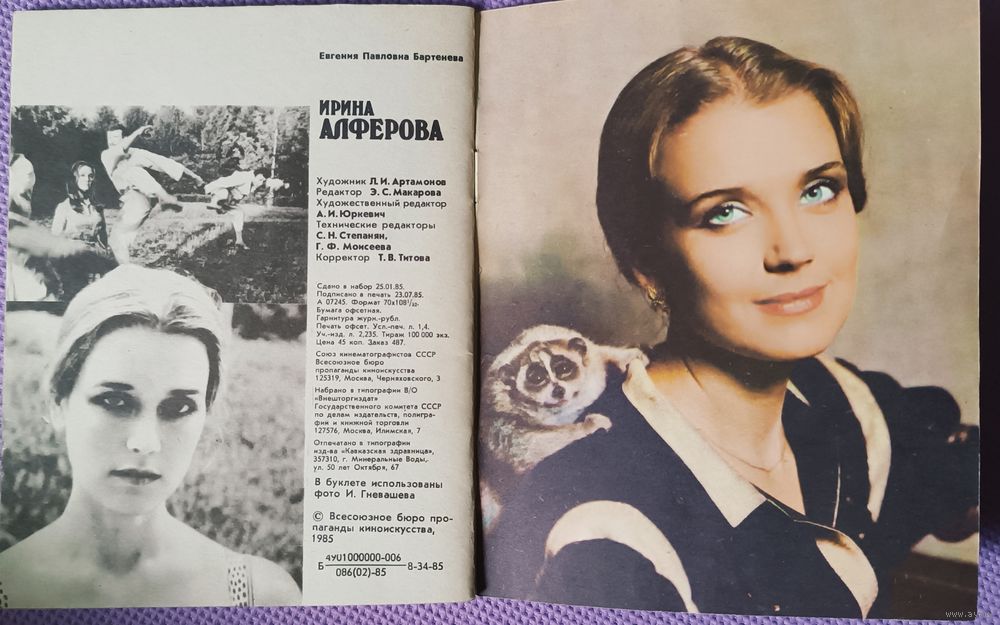 Евгения Павловна Бартенева
ИРИНА
АЛФЕРОВА
Художник Л. И. Артамонов
Редактор Э. С. Макарова
Художественный редактор
А. И. Юркевич
Технические редакторы
С. Н. Степанян,
Г. Ф. Моисеева
Корректор Т. В. Титова
Сдано в набор 25.01.85.
Подписано в печать 23.07.85.
А 07245. Формат 70х108¹/₃₂.
Бумага офсетная.
Гарнитура журн.-рубл.
Печать офсет. Усл.-печ. л. 1,4.
Уч.-изд. л. 2,235. Тираж 100 000 экз.
Цена 45 коп. Заказ 487.
Союз кинематографистов СССР
Всесоюзное бюро
пропаганды киноискусства
125319, Москва, Черняховского, 3
Набрано в типографии В/О
«Внешторгиздат»
Государственного комитета СССР
по делам издательств, полигра-
фии и книжной торговли
127576, Москва, Илимская, 7
Отпечатано в типографии
изд-ва «Кавказская здравница»,
357310, г. Минеральные Воды,
ул. 50 лет Октября, 67
В буклете использованы
фото И. Гневашева
© Всесоюзное бюро про-
паганды киноискусства,
1985
Б 4УU1000000-006 8-34-85
086(02)-85